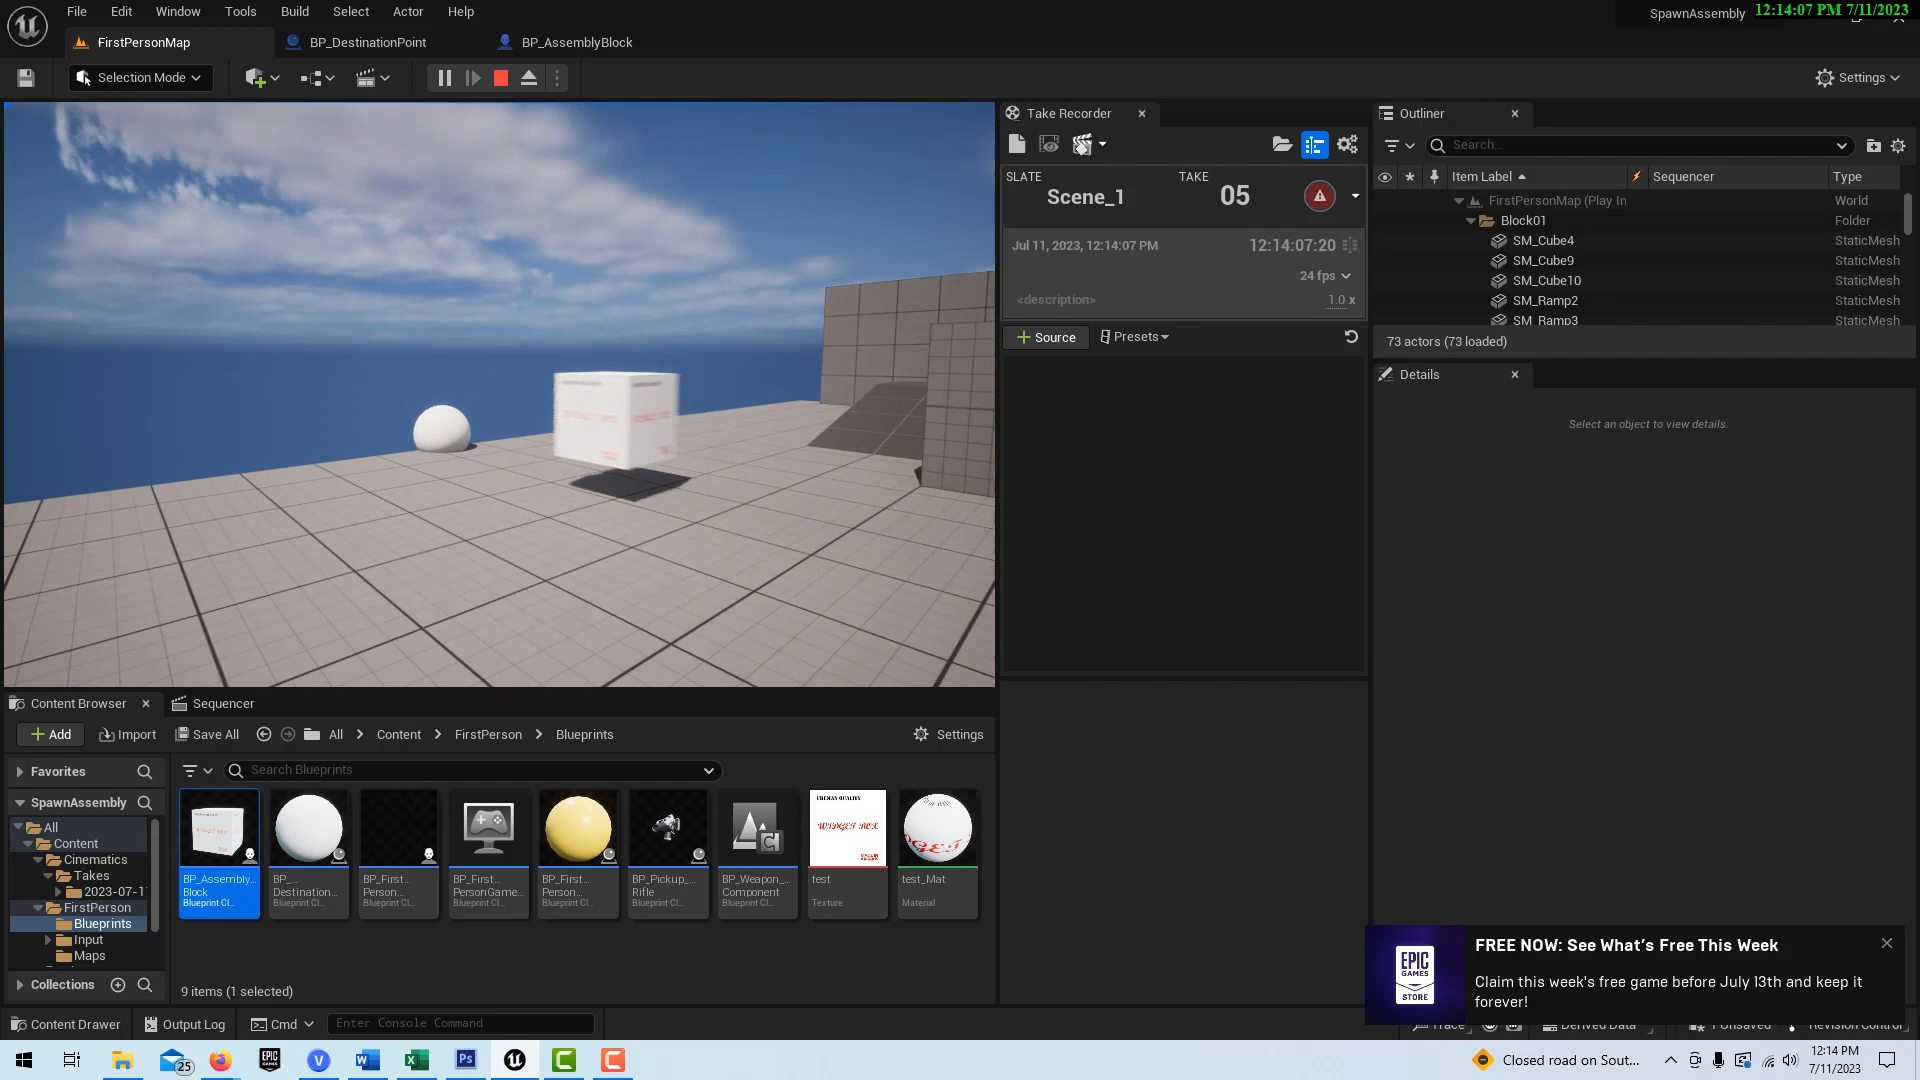 File Edit Window Tools Build Select Actor Help
SpawnAssembly
12:14:07 PM 7/11/2023
FirstPersonMap
BP_DestinationPoint
BP_AssemblyBlock
Selection Mode
Settings
Take Recorder
SLATE
Scene_1
TAKE
05
Jul 11, 2023, 12:14:07 PM
12:14:07:20
24 fps
<description>
1.0 x
Source
Presets
Outliner
Search...
Item Label
Sequencer
Type
FirstPersonMap (Play In
World
Block01
Folder
SM_Cube4
StaticMesh
SM_Cube9
StaticMesh
SM_Cube10
StaticMesh
SM_Ramp2
StaticMesh
SM_Ramp3
StaticMesh
73 actors (73 loaded)
Details
Select an object to view details.
Content Browser
Sequencer
Add
Import
Save All
All > Content > FirstPerson > Blueprints
Settings
Favorites
Search Blueprints
SpawnAssembly
All
Content
Cinematics
Takes
2023-07-1
FirstPerson
Blueprints
Input
Maps
Collections
BP_Assembly...
Block
Blueprint Cl...
BP_...
Destination...
Blueprint Cl...
BP_First...
Person...
Blueprint Cl...
BP_First...
PersonGame...
Blueprint Cl...
BP_First...
Person...
Blueprint Cl...
BP_Pickup_...
Rifle
Blueprint Cl...
BP_Weapon_...
Component
Blueprint Cl...
WIDGET BOX
test
Texture
test_Mat
Material
9 items (1 selected)
FREE NOW: See What's Free This Week
Claim this week's free game before July 13th and keep it
forever!
EPIC
GAMES
STORE
Content Drawer
Output Log
Cmd
Enter Console Command
Trace
Derived Data
1 Unsaved
Revision Control
25
EPIC
GAMES
Closed road on Sout...
12:14 PM
7/11/2023